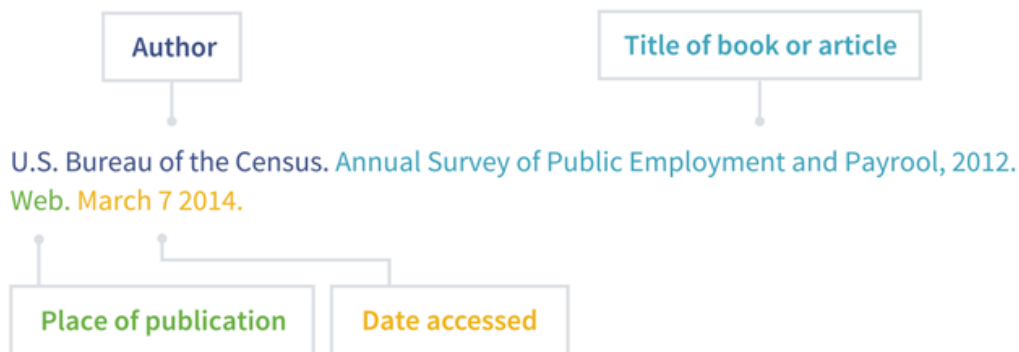 Author
Title of book or article
U.S. Bureau of the Census. Annual Survey of Public Employment and Payrool, 2012.
Web. March 7 2014.
Place of publication
Date accessed